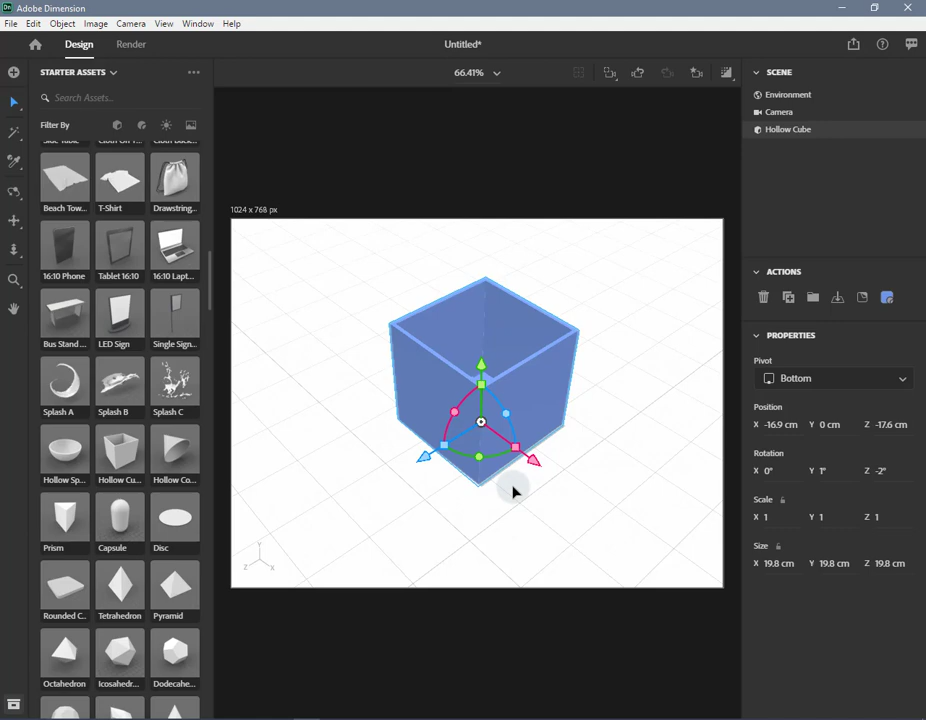 Dn Adobe Dimension
File Edit Object Image Camera View Window Help
Design Render Untitled*
STARTER ASSETS 66.41% SCENE
Search Assets... Environment
Filter By Camera
Hollow Cube
Beach Tow... T-Shirt Drawstring...
1024 x 768 px
16:10 Phone Tablet 16:10 16:10 Lapt...
ACTIONS
Bus Stand ... LED Sign Single Sign...
PROPERTIES
Pivot
Bottom
Splash A Splash B Splash C
Position
X -16.9 cm Y 0 cm Z -17.6 cm
Rotation
Hollow Sp... Hollow Cu... Hollow Co...
X 0° Y 1° Z -2°
Scale
X 1 Y 1 Z 1
Prism Capsule Disc
Size
X 19.8 cm Y 19.8 cm Z 19.8 cm
Y
Z X
Rounded C... Tetrahedron Pyramid
Octahedron Icosahedr... Dodecahe...